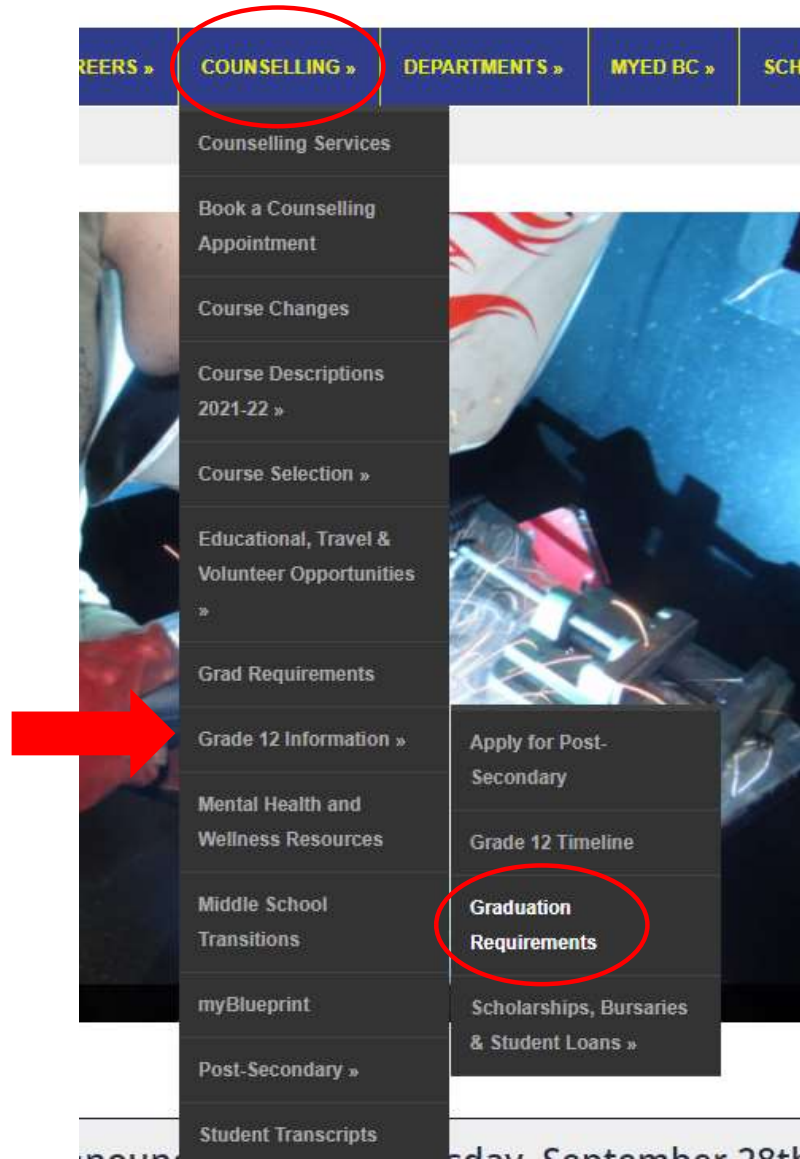 COUNSELLING »
DEPARTMENTS »
MYED BC »
Counselling Services
Book a Counselling
Appointment
Course Changes
Course Descriptions
2021-22 »
Course Selection »
Educational, Travel &
Volunteer Opportunities
»
Grad Requirements
Grade 12 Information »
Mental Health and
Wellness Resources
Middle School
Transitions
myBlueprint
Post-Secondary »
Student Transcripts
Apply for Post-
Secondary
Grade 12 Timeline
Graduation
Requirements
Scholarships, Bursaries
& Student Loans »
September 28th